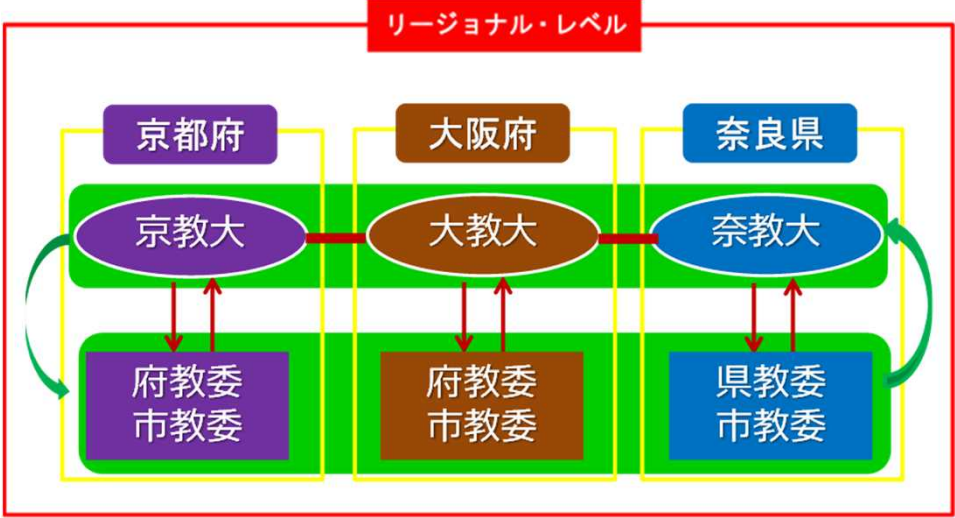 リージョナル・レベル
京都府
大阪府
奈良県
京教大
大教大
奈教大
府教委
市教委
府教委
市教委
県教委
市教委